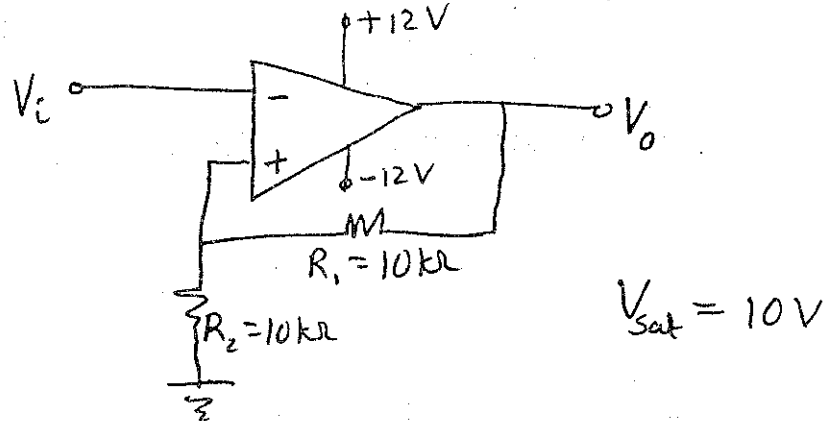 +12V
Vi
-
Vo
+
-12V
R₁ = 10kΩ
Vsat = 10V
R₂ = 10kΩ